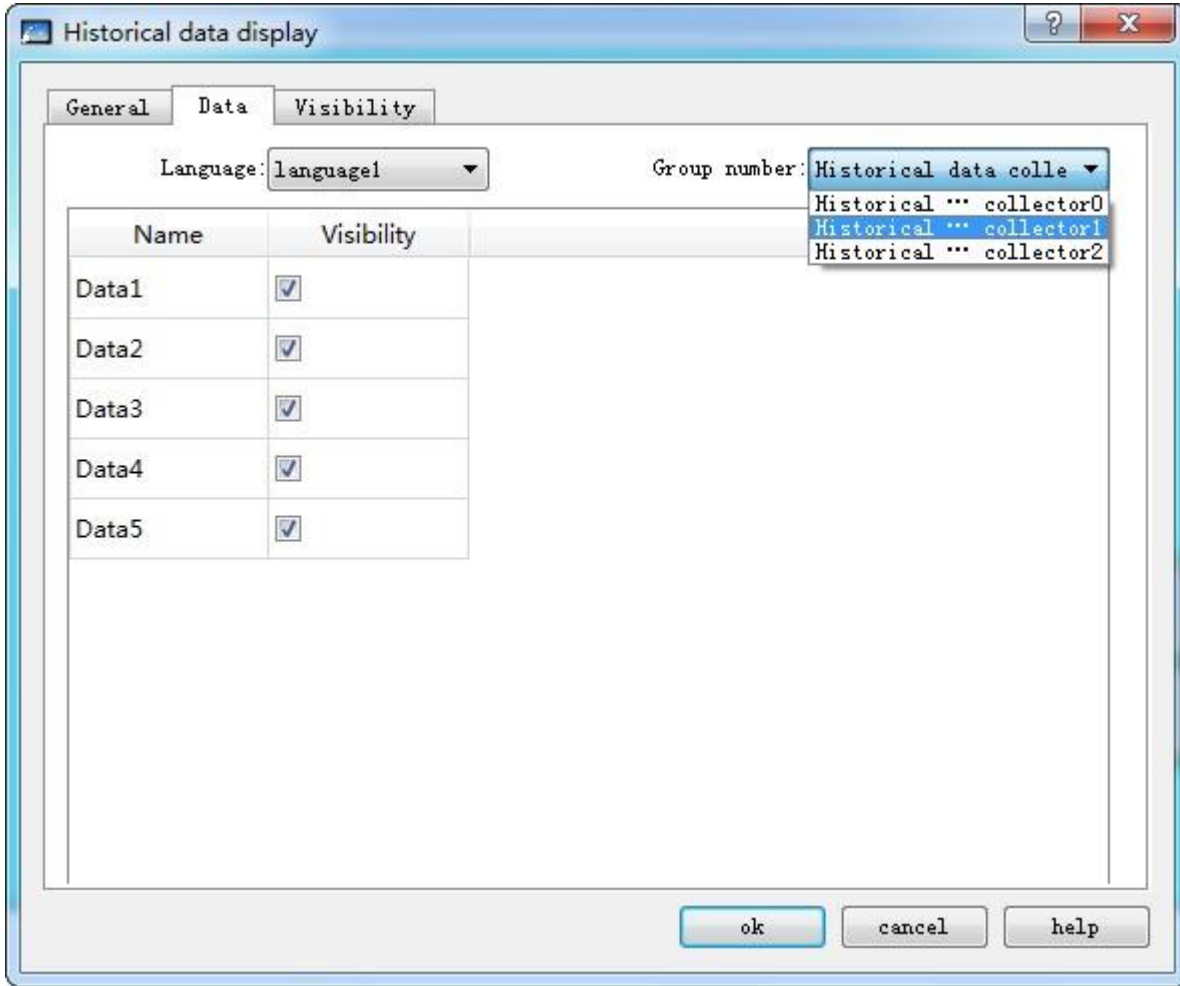 Historical data display
General Data Visibility
Language: language1 Group number: Historical data colle
Historical ... collector0
Historical ... collector1
Historical ... collector2
Name Visibility
Data1
Data2
Data3
Data4
Data5
ok cancel help